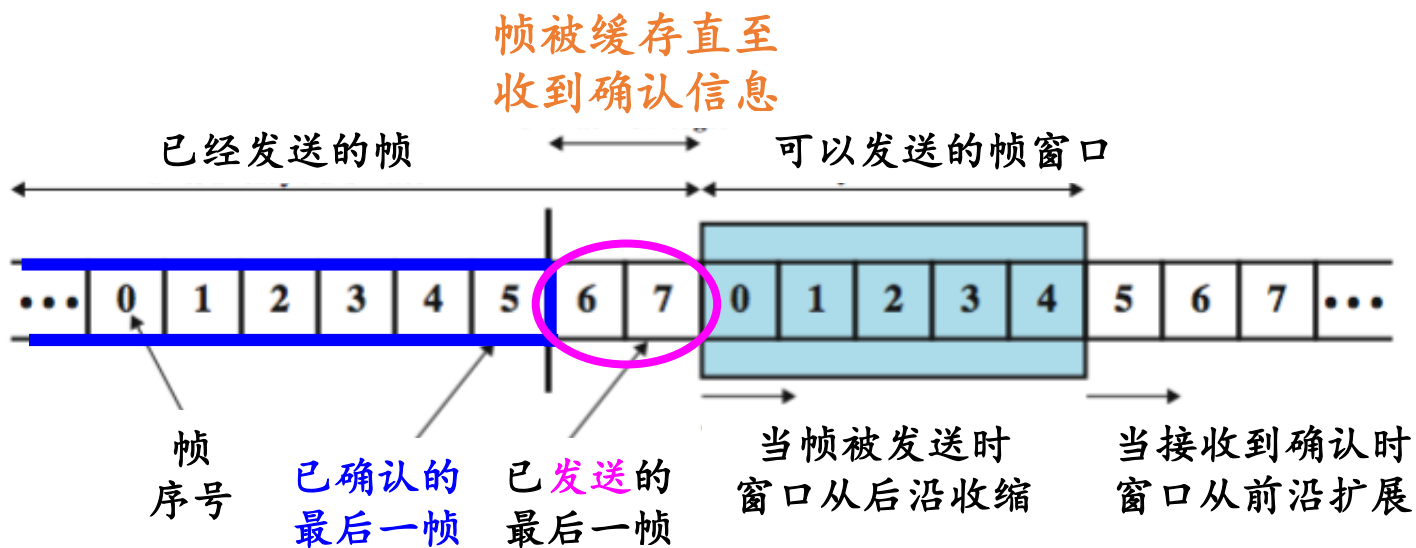 帧被缓存直至
收到确认信息
已经发送的帧
可以发送的帧窗口
•••
0
1
2
3
4
5
6
7
0
1
2
3
4
5
6
7
•••
帧
序号
已确认的
最后一帧
已发送的
最后一帧
当帧被发送时
窗口从后沿收缩
当接收到确认时
窗口从前沿扩展